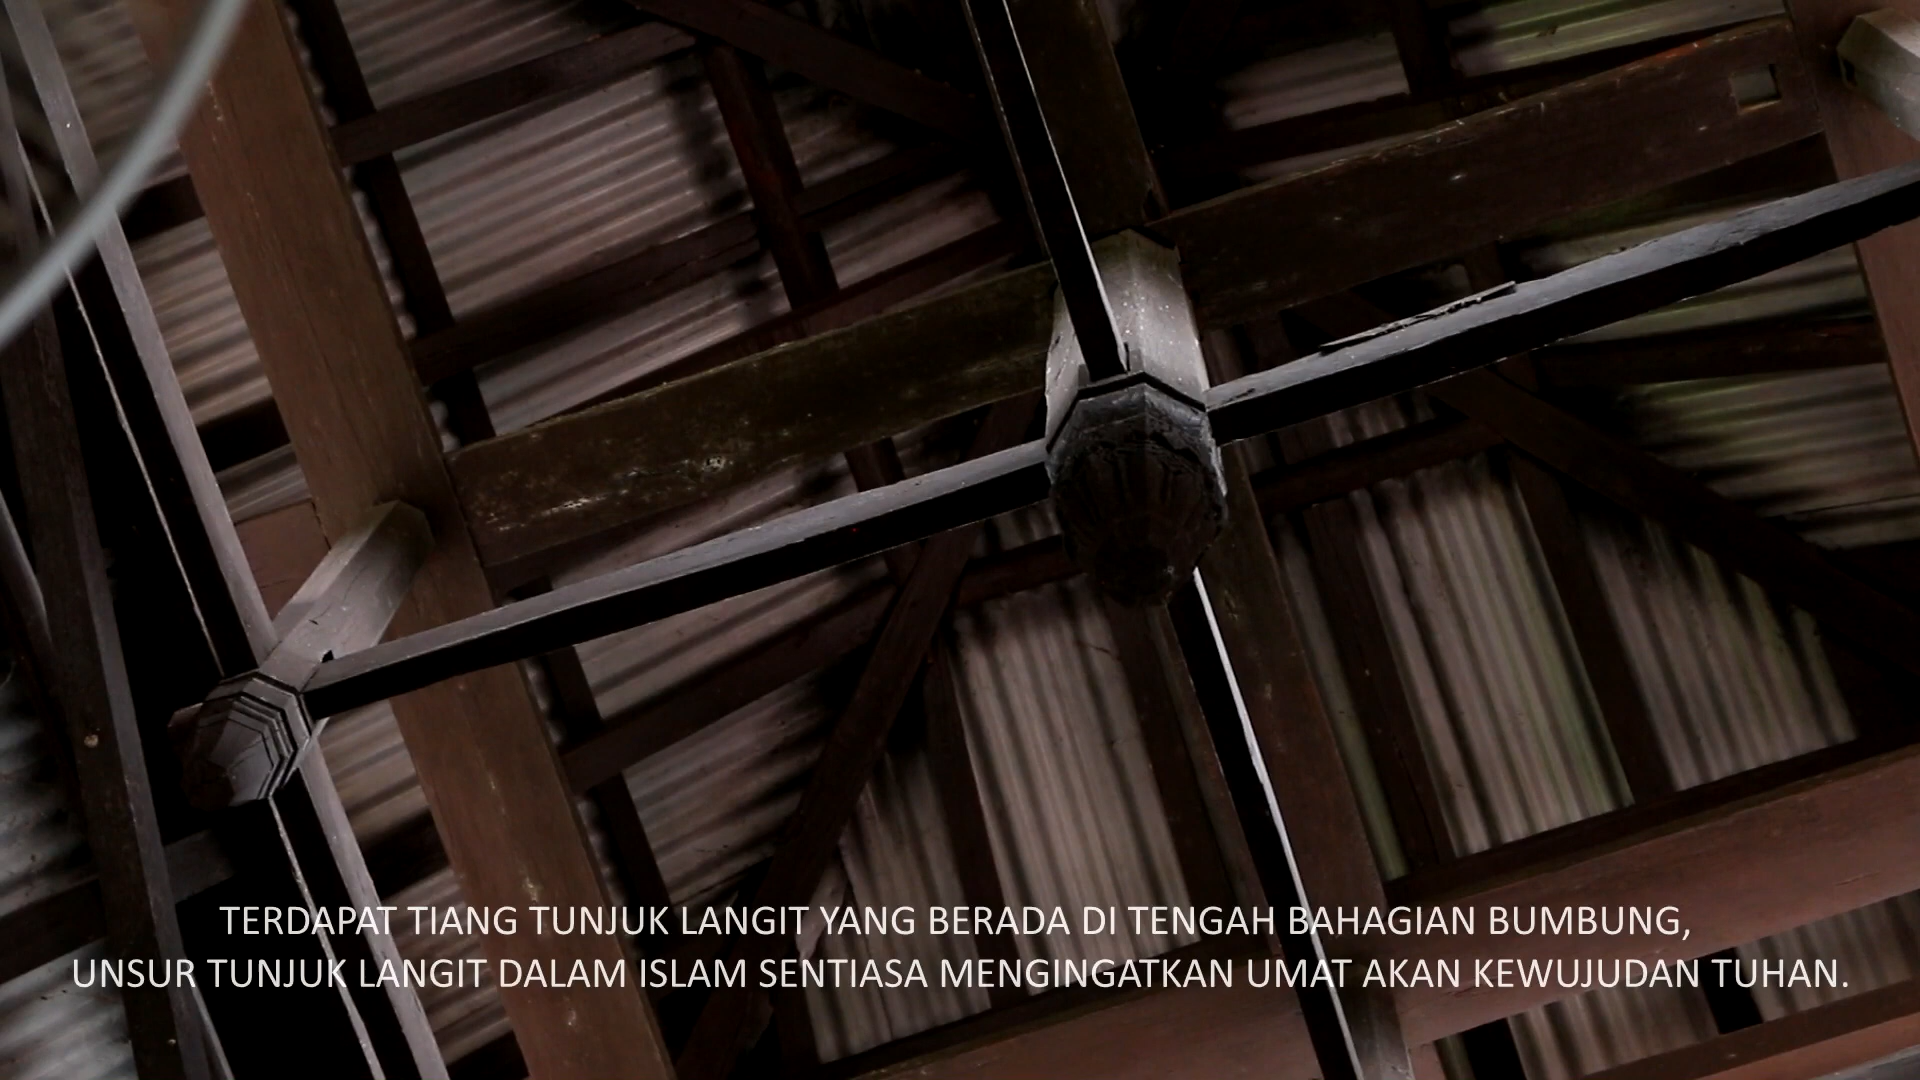 TERDAPAT TIANG TUNJUK LANGIT YANG BERADA DI TENGAH BAHAGIAN BUMBUNG,
UNSUR TUNJUK LANGIT DALAM ISLAM SENTIASA MENGINGATKAN UMAT AKAN KEWUJUDAN TUHAN.